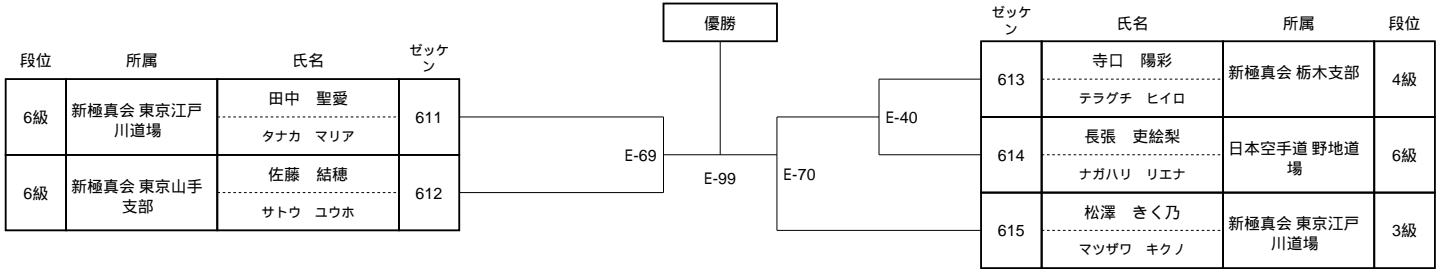 優勝
段位
所属
氏名
ゼッケ
ン
6級
新極真会 東京江戸
川道場
田中　聖愛
タナカ　マリア
611
6級
新極真会 東京山手
支部
佐藤　結穂
サトウ　ユウホ
612
E-69
E-99
E-70
E-40
ゼッケ
ン
氏名
所属
段位
613
寺口　陽彩
テラグチ　ヒイロ
新極真会 栃木支部
4級
614
長張　吏絵梨
ナガハリ　リエナ
日本空手道 野地道
場
6級
615
松澤　きく乃
マツザワ　キクノ
新極真会 東京江戸
川道場
3級